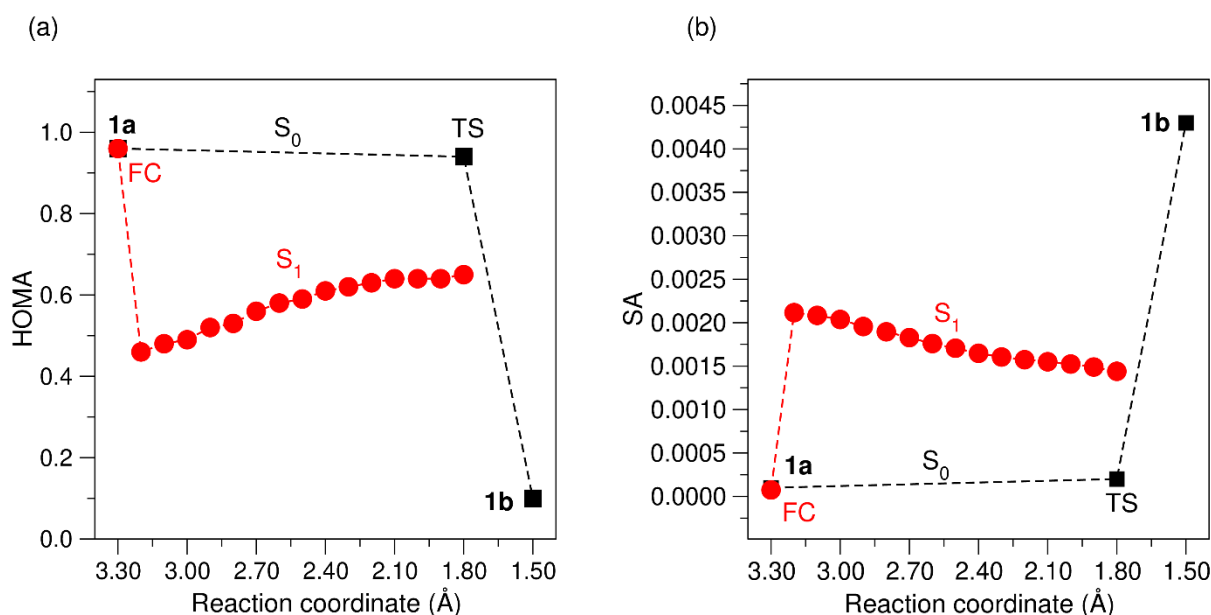 (a)
HOMA
1.0
0.8
0.6
0.4
0.2
0.0
1a
FC
S0
TS
S1
1b
3.30 3.00 2.70 2.40 2.10 1.80 1.50
Reaction coordinate (Å)
(b)
SA
0.0045
0.0040
0.0035
0.0030
0.0025
0.0020
0.0015
0.0010
0.0005
0.0000
1b
S1
1a
S0
FC
TS
3.30 3.00 2.70 2.40 2.10 1.80 1.50
Reaction coordinate (Å)